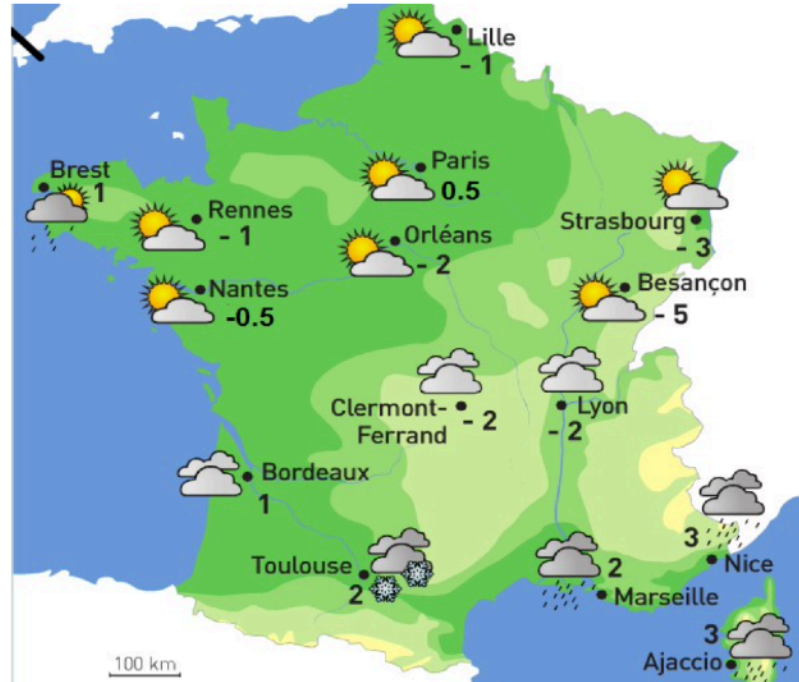 Lille
- 1
Paris
0.5
Brest
1
Rennes
- 1
Orléans
- 2
Strasbourg
- 3
Nantes
-0.5
Besançon
- 5
Clermont-
Ferrand
- 2
Lyon
- 2
Bordeaux
1
Toulouse
2
2
Marseille
3
Nice
3
Ajaccio
100 km